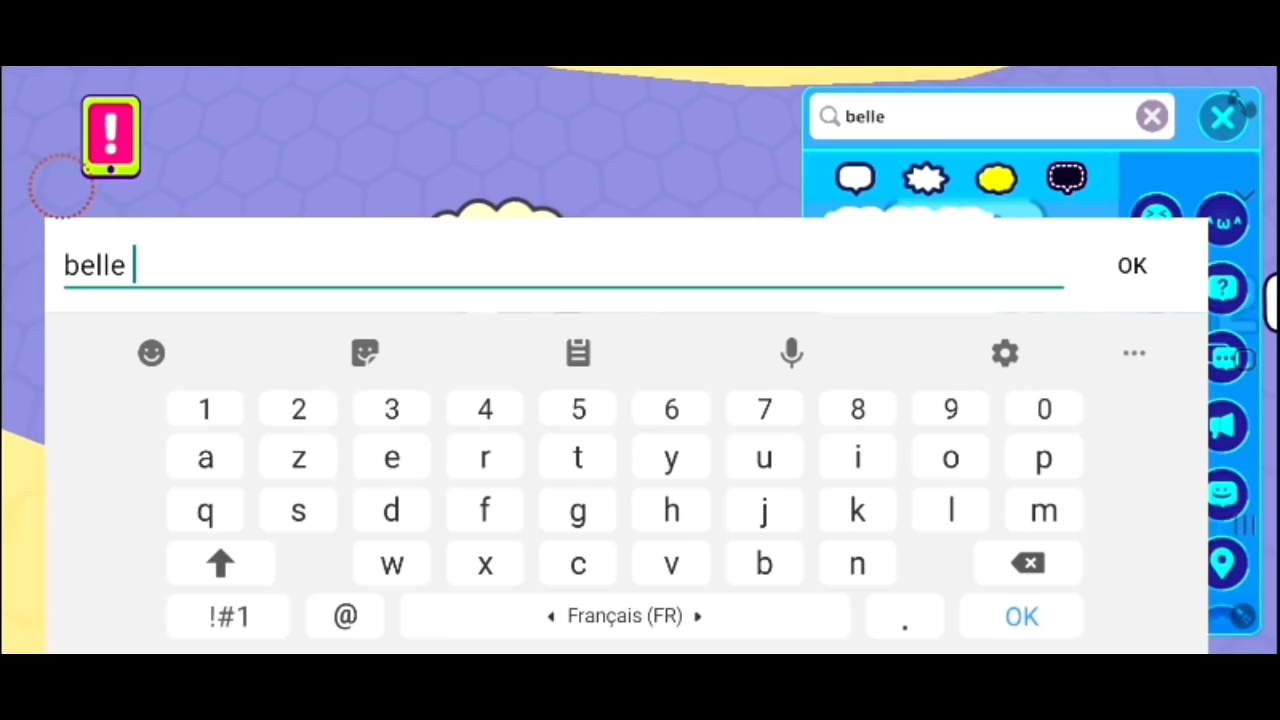 belle
belle
OK
1 2 3 4 5 6 7 8 9 0
a z e r t y u i o p
q s d f g h j k l m
w x c v b n
!#1 @ Français (FR) . OK